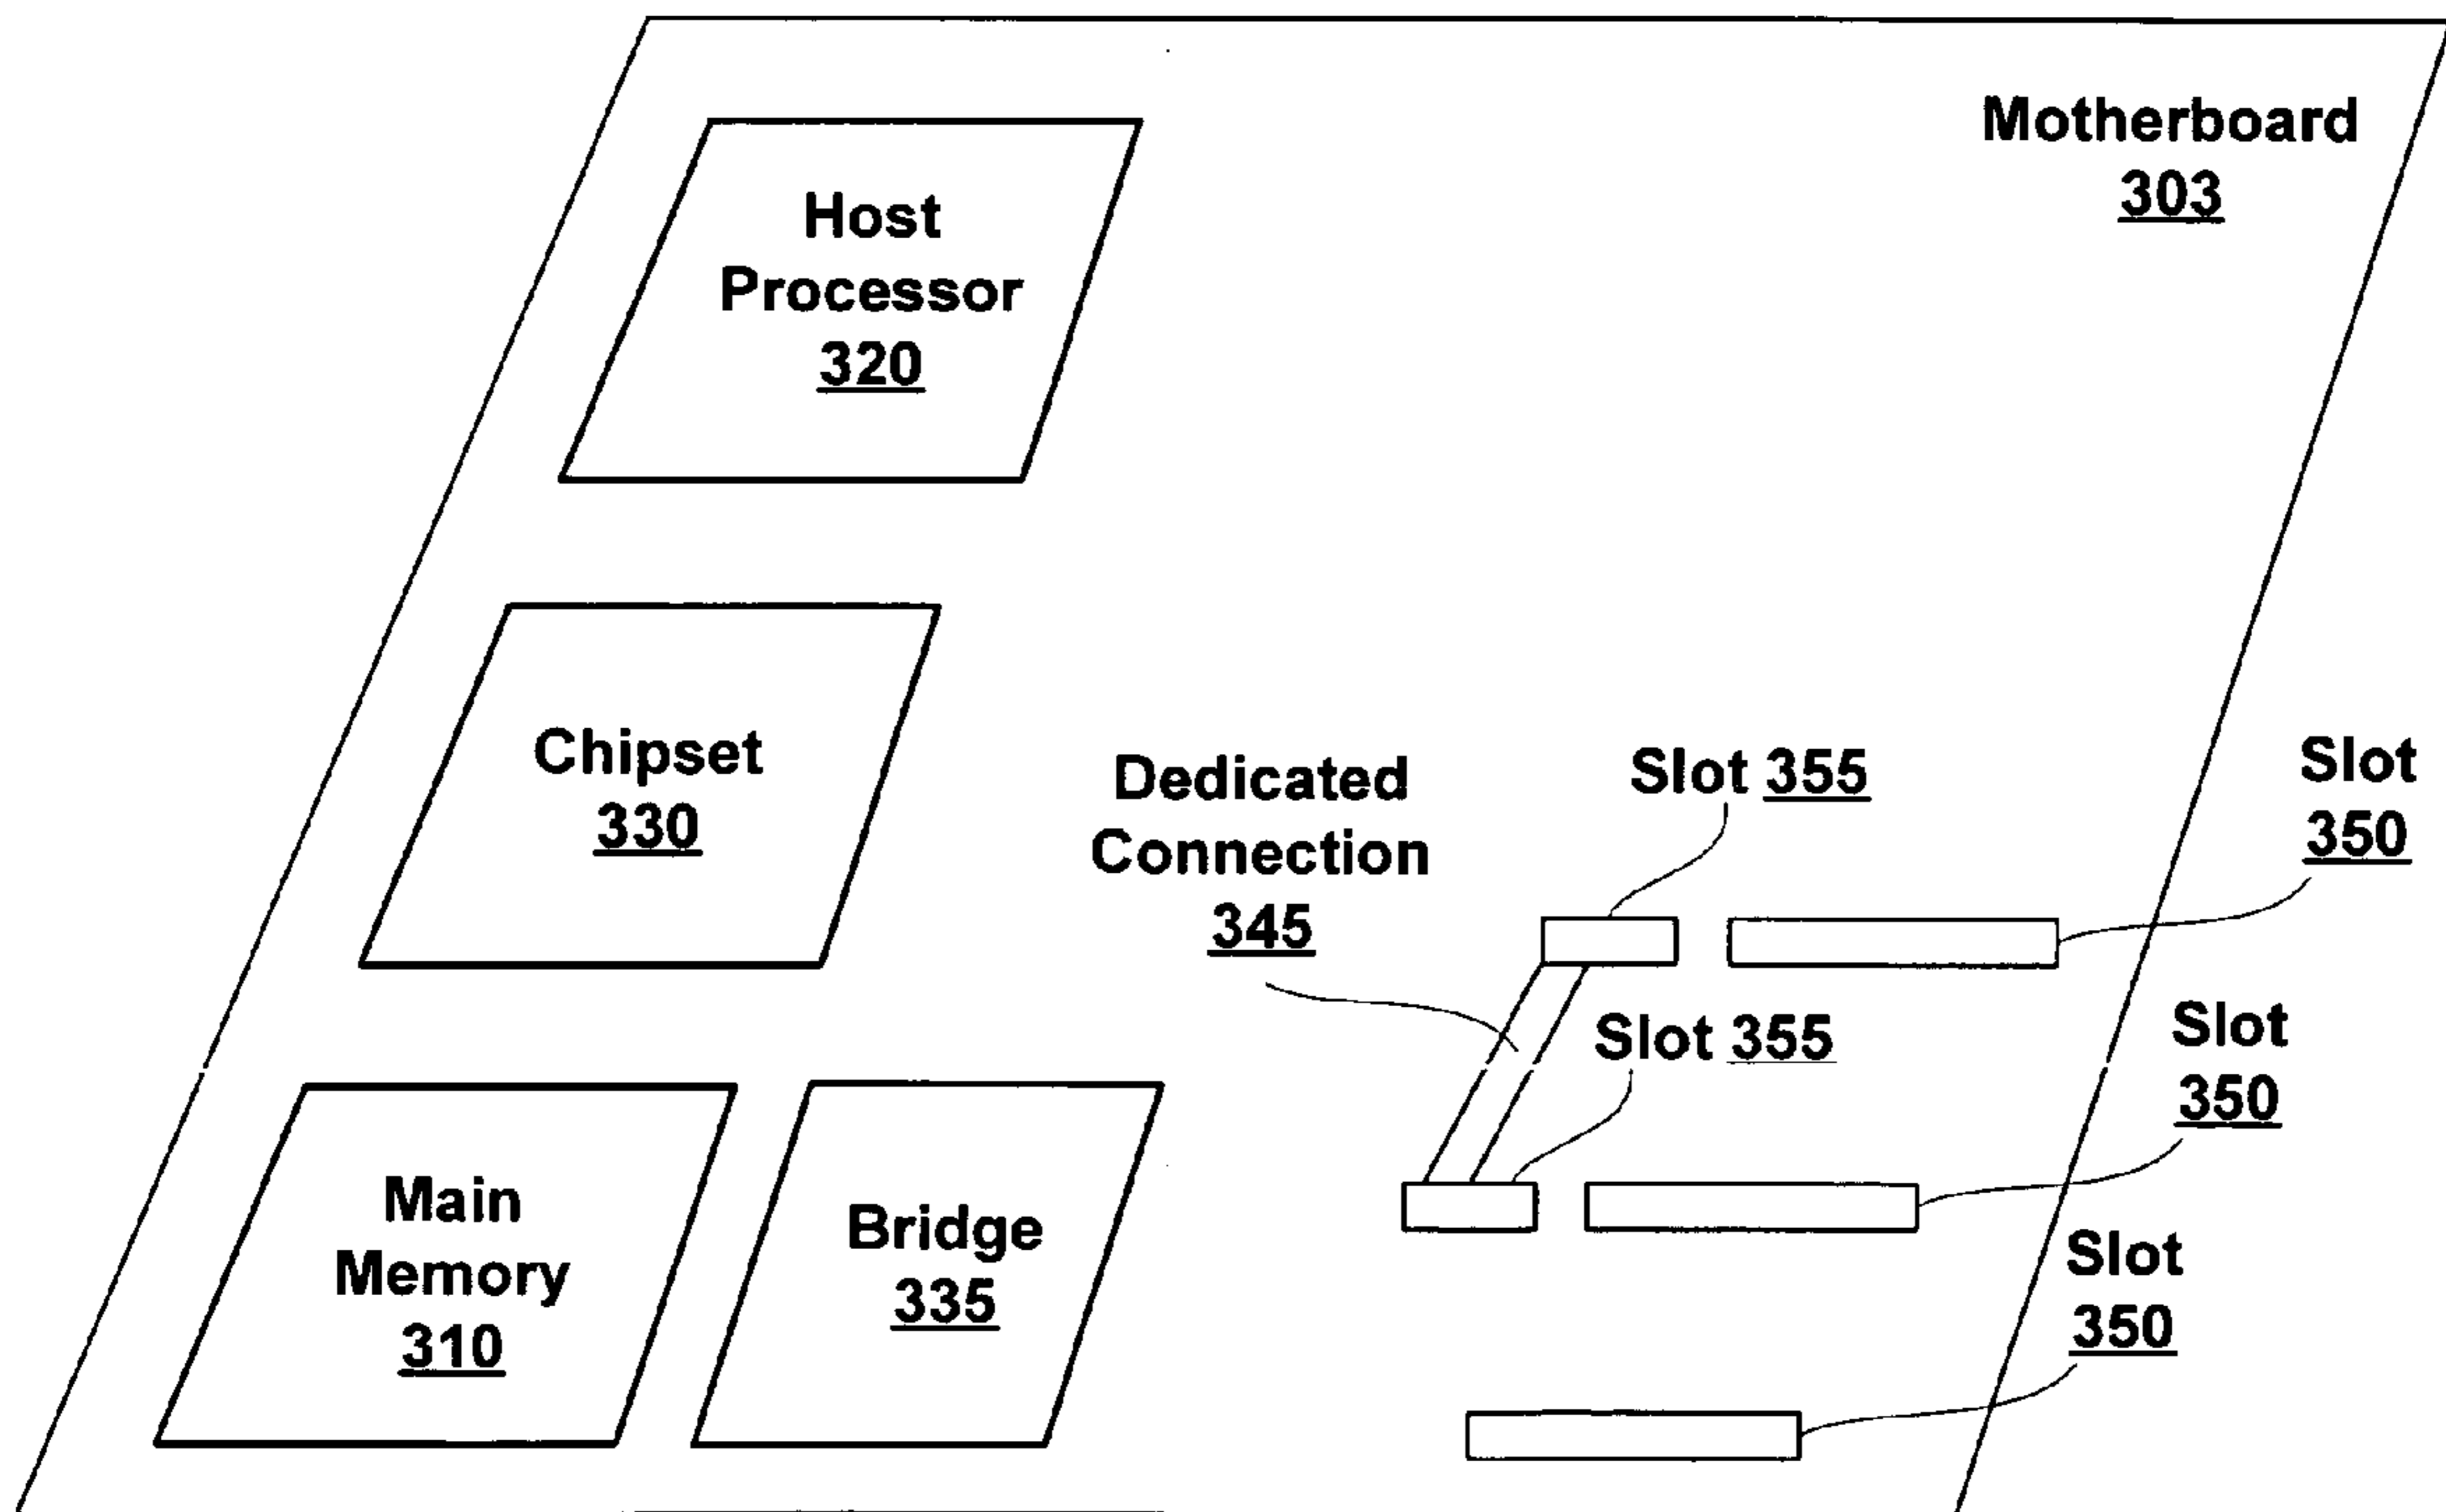 Motherboard
303
Host
Processor
320
Chipset
330
Dedicated
Connection
345
Slot 355
Slot
350
Slot 355
Slot
350
Main
Memory
310
Bridge
335
Slot
350